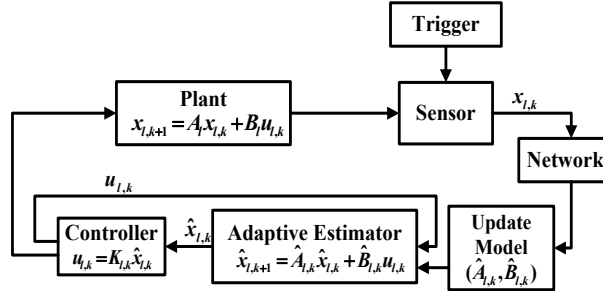 Trigger
Plant
x_{l,k+1} = A_l x_{l,k} + B_l u_{l,k}
Sensor
x_{l,k}
Network
u_{l,k}
Controller
u_{l,k} = K_{l,k} x̂_{l,k}
x̂_{l,k}
Adaptive Estimator
x̂_{l,k+1} = Â_{l,k} x̂_{l,k} + B̂_{l,k} u_{l,k}
Update
Model
(Â_{l,k}, B̂_{l,k})